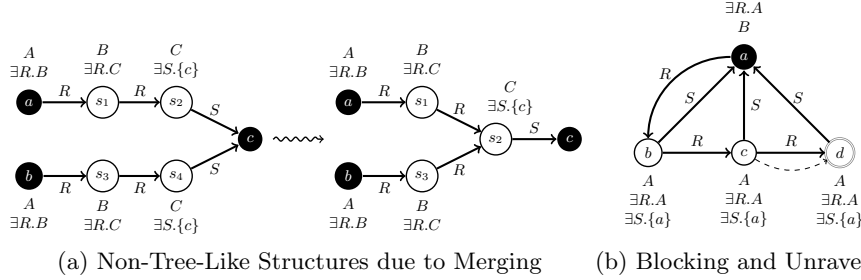 A
∃R.B
B
∃R.C
C
∃S.{c}
a
R
s₁
R
s₂
S
c
b
R
s₃
R
s₄
S
A
∃R.B
B
∃R.C
C
∃S.{c}
A
∃R.B
B
∃R.C
C
∃S.{c}
a
R
s₁
R
s₂
S
c
b
R
s₃
R
A
∃R.B
B
∃R.C
∃R.A
B
a
R
S
S
S
b
R
c
R
d
A
∃R.A
∃S.{a}
A
∃R.A
∃S.{a}
A
∃R.A
∃S.{a}
(a) Non-Tree-Like Structures due to Merging
(b) Blocking and Unrave